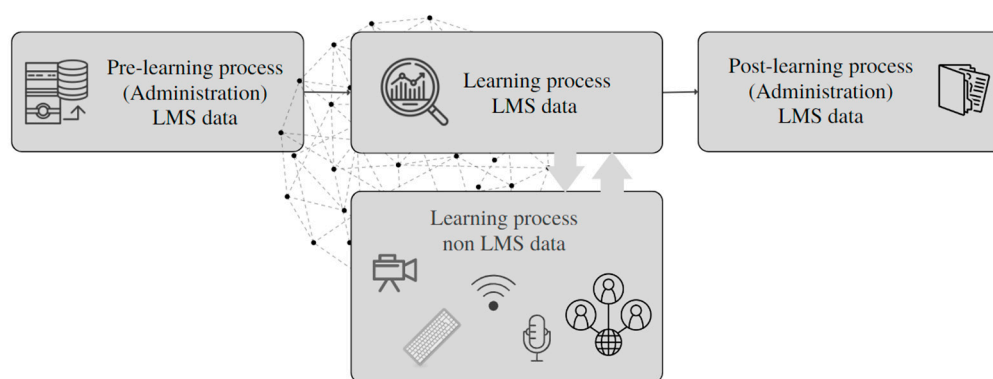 Pre-learning process
(Administration)
LMS data
Learning process
LMS data
Post-learning process
(Administration)
LMS data
Learning process
non LMS data